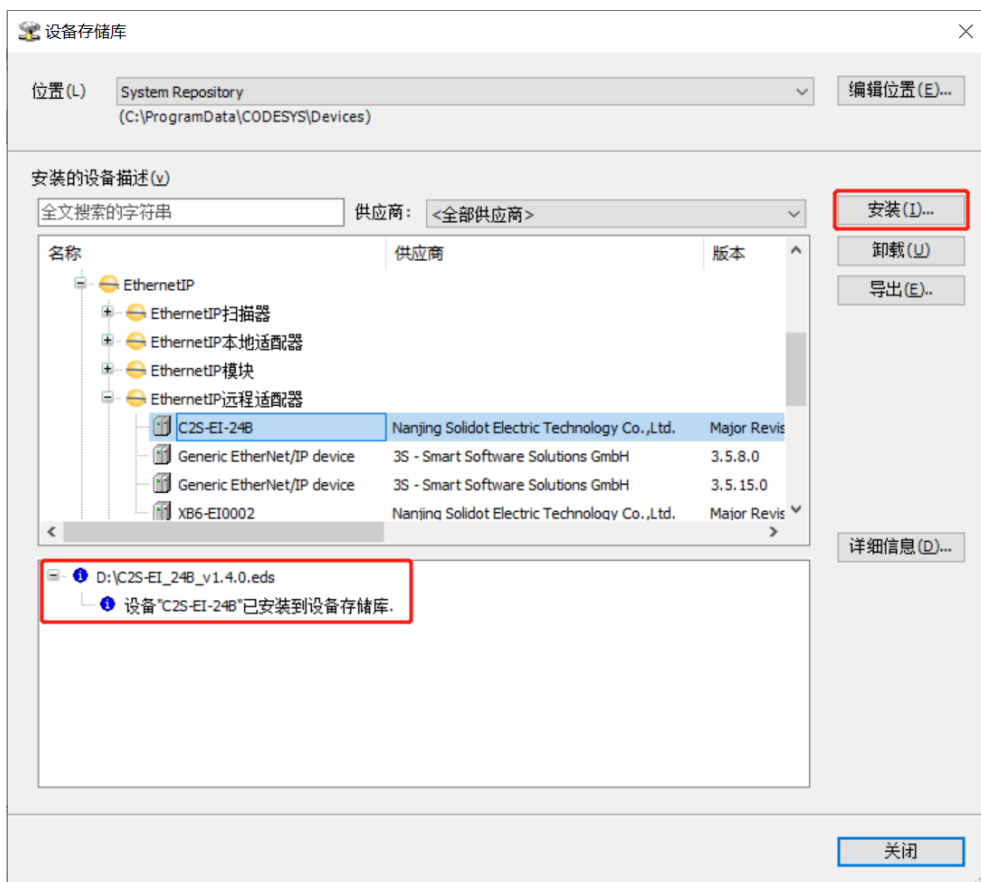 设备存储库
位置(L) System Repository 编辑位置(E)...
(C:\ProgramData\CODESYS\Devices)
安装的设备描述(v)
全文搜索的字符串 供应商: <全部供应商> 安装(I)...
名称 供应商 版本 卸载(U)
EthernetIP 导出(E)..
EthernetIP扫描器
EthernetIP本地适配器
EthernetIP模块
EthernetIP远程适配器
C2S-EI-24B Nanjing Solidot Electric Technology Co.,Ltd. Major Revis
Generic EtherNet/IP device 3S - Smart Software Solutions GmbH 3.5.8.0
Generic EtherNet/IP device 3S - Smart Software Solutions GmbH 3.5.15.0
XB6-EI0002 Nanjing Solidot Electric Technology Co.,Ltd. Major Revis
详细信息(D)...
D:\C2S-EI_24B_v1.4.0.eds
设备"C2S-EI-24B"已安装到设备存储库.
关闭